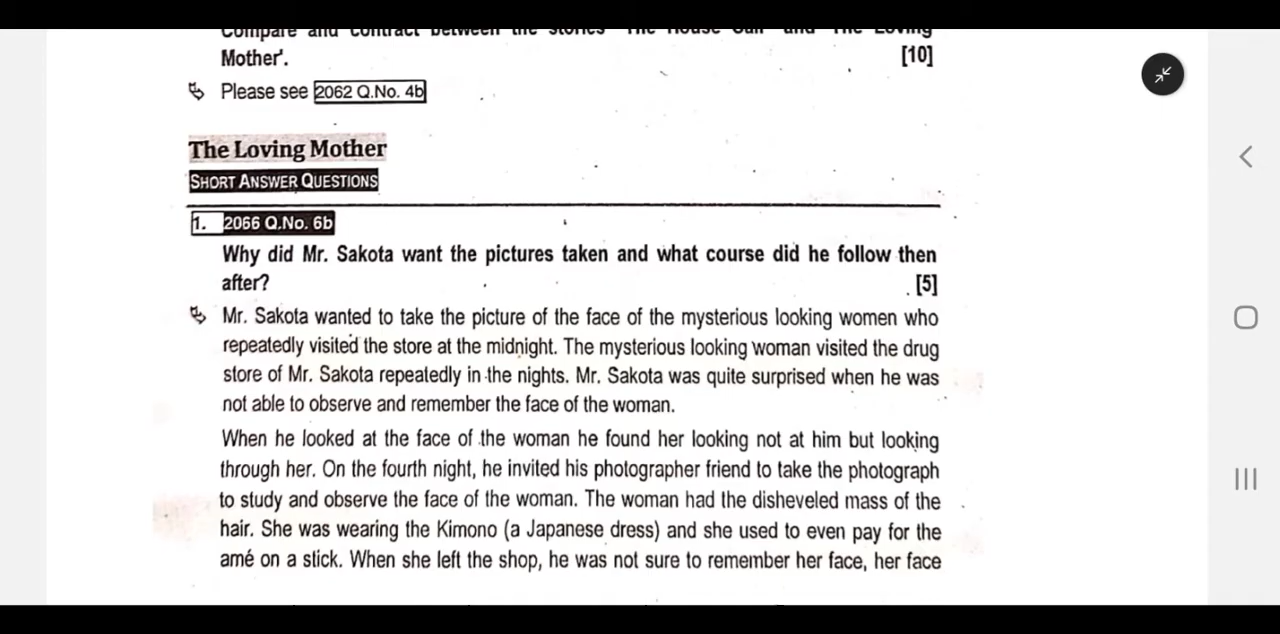 Mother'.
[10]
Please see 2062 Q.No. 4b
The Loving Mother
SHORT ANSWER QUESTIONS
1. 2066 Q.No. 6b
Why did Mr. Sakota want the pictures taken and what course did he follow then
after? [5]
Mr. Sakota wanted to take the picture of the face of the mysterious looking women who
repeatedly visited the store at the midnight. The mysterious looking woman visited the drug
store of Mr. Sakota repeatedly in the nights. Mr. Sakota was quite surprised when he was
not able to observe and remember the face of the woman.
When he looked at the face of the woman he found her looking not at him but looking
through her. On the fourth night, he invited his photographer friend to take the photograph
to study and observe the face of the woman. The woman had the disheveled mass of the
hair. She was wearing the Kimono (a Japanese dress) and she used to even pay for the
amé on a stick. When she left the shop, he was not sure to remember her face, her face